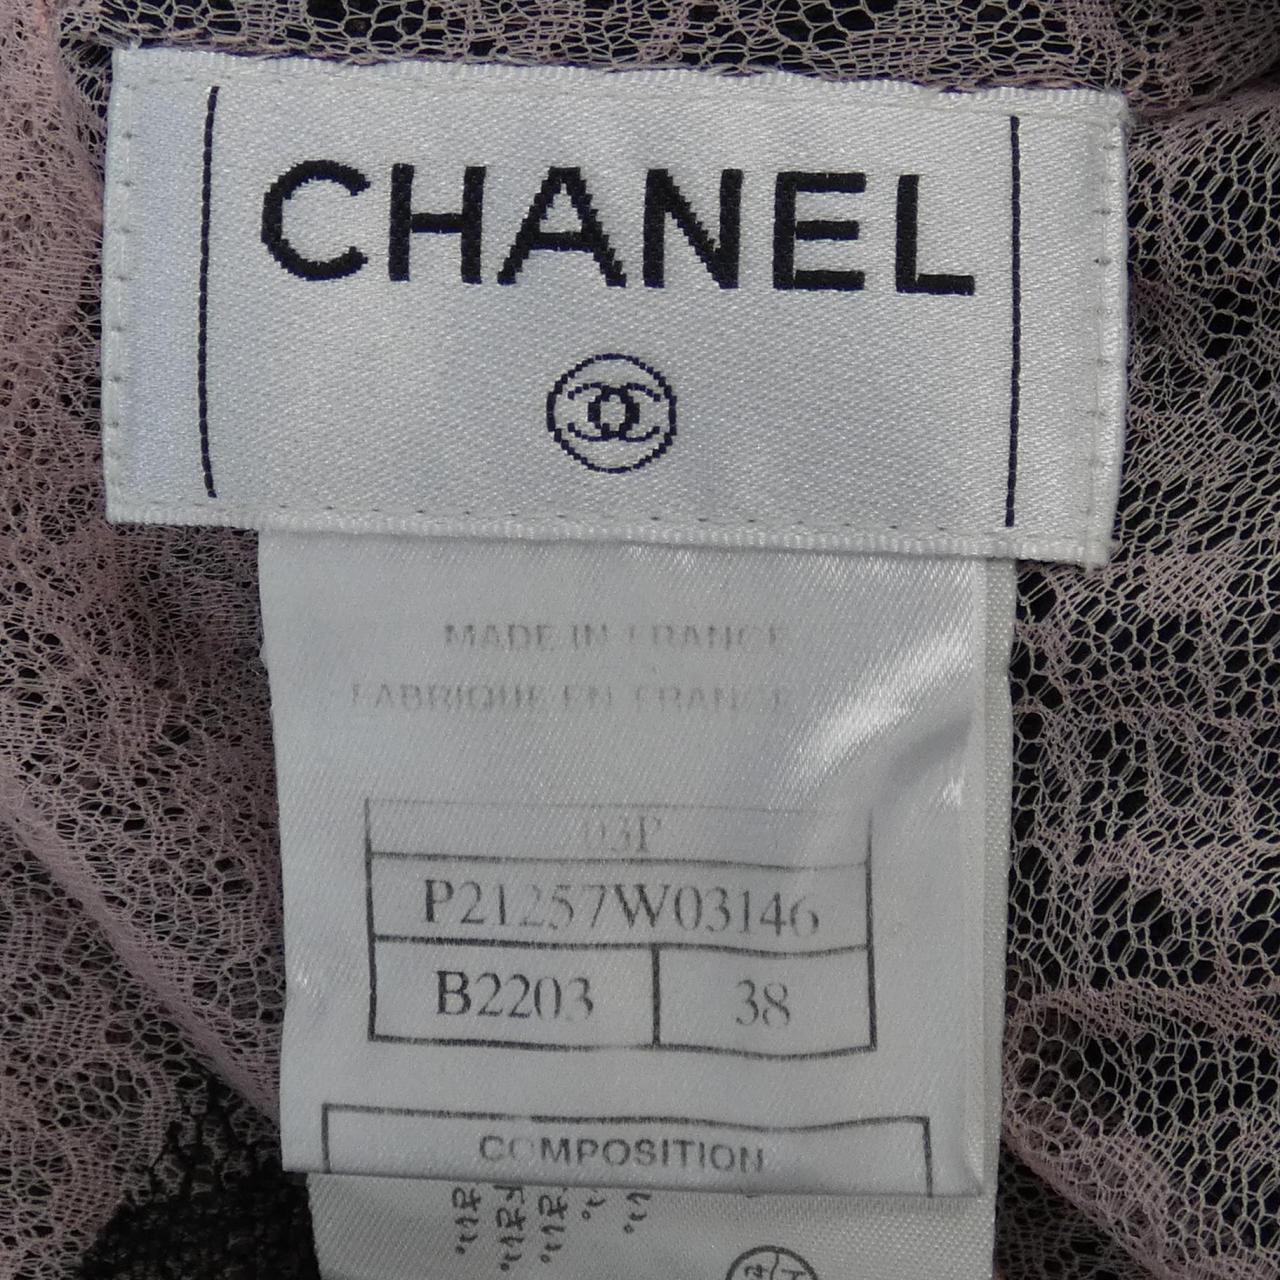 CHANEL
MADE IN FRANCE
FABRIQUE EN FRANCE
03P
P21257W03146
B2203 38
COMPOSITION